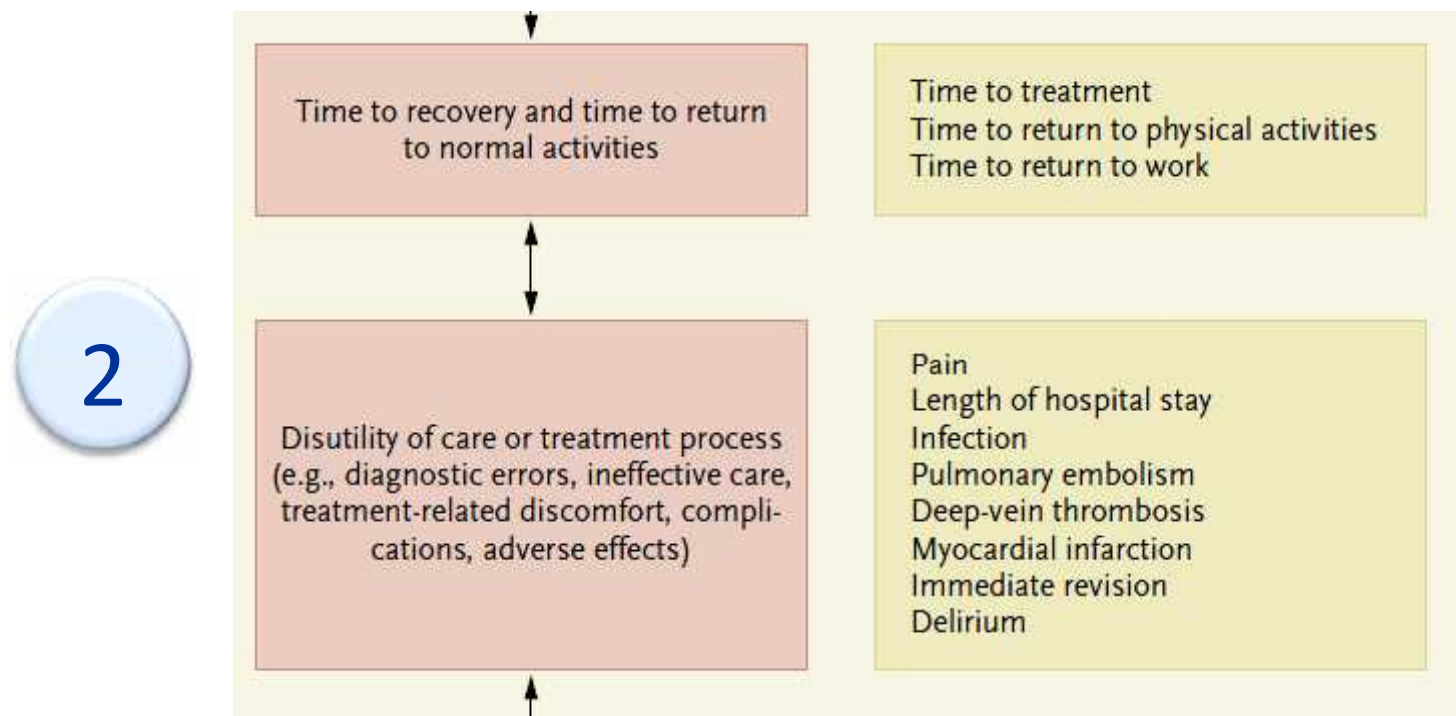 Time to recovery and time to return
to normal activities
Time to treatment
Time to return to physical activities
Time to return to work
2
Disutility of care or treatment process
(e.g., diagnostic errors, ineffective care,
treatment-related discomfort, compli-
cations, adverse effects)
Pain
Length of hospital stay
Infection
Pulmonary embolism
Deep-vein thrombosis
Myocardial infarction
Immediate revision
Delirium